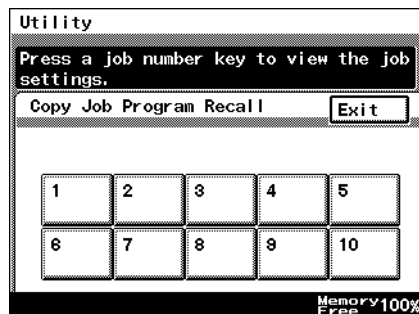 Utility
Press a job number key to view the job
settings.
Copy Job Program Recall Exit
1 2 3 4 5
6 7 8 9 10
Memory
Free 100%